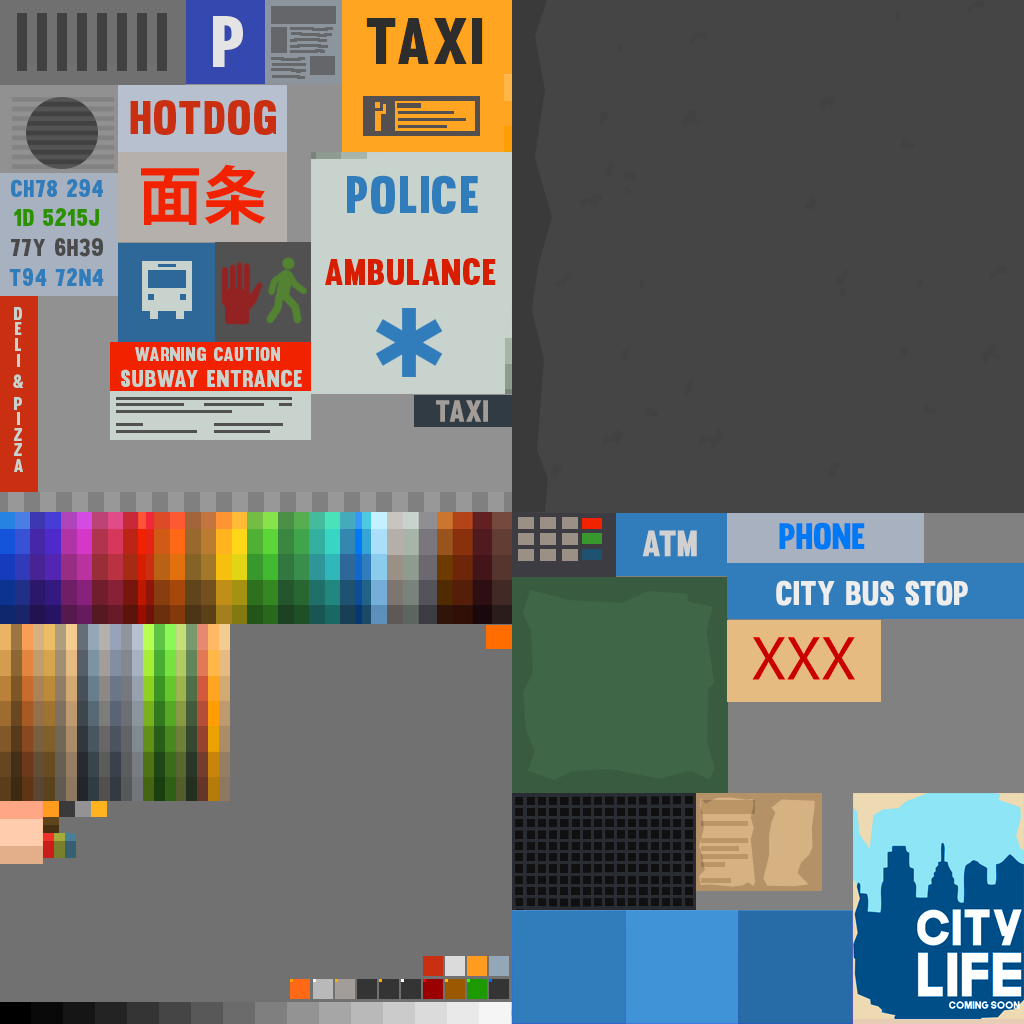 P
TAXI
HOTDOG
面条
CH78 294
1D 5215J
77Y 6H39
T94 72N4
POLICE
AMBULANCE
DELI & PIZZA
WARNING CAUTION
SUBWAY ENTRANCE
TAXI
ATM
PHONE
CITY BUS STOP
XXX
CITY
LIFE
COMING SOON